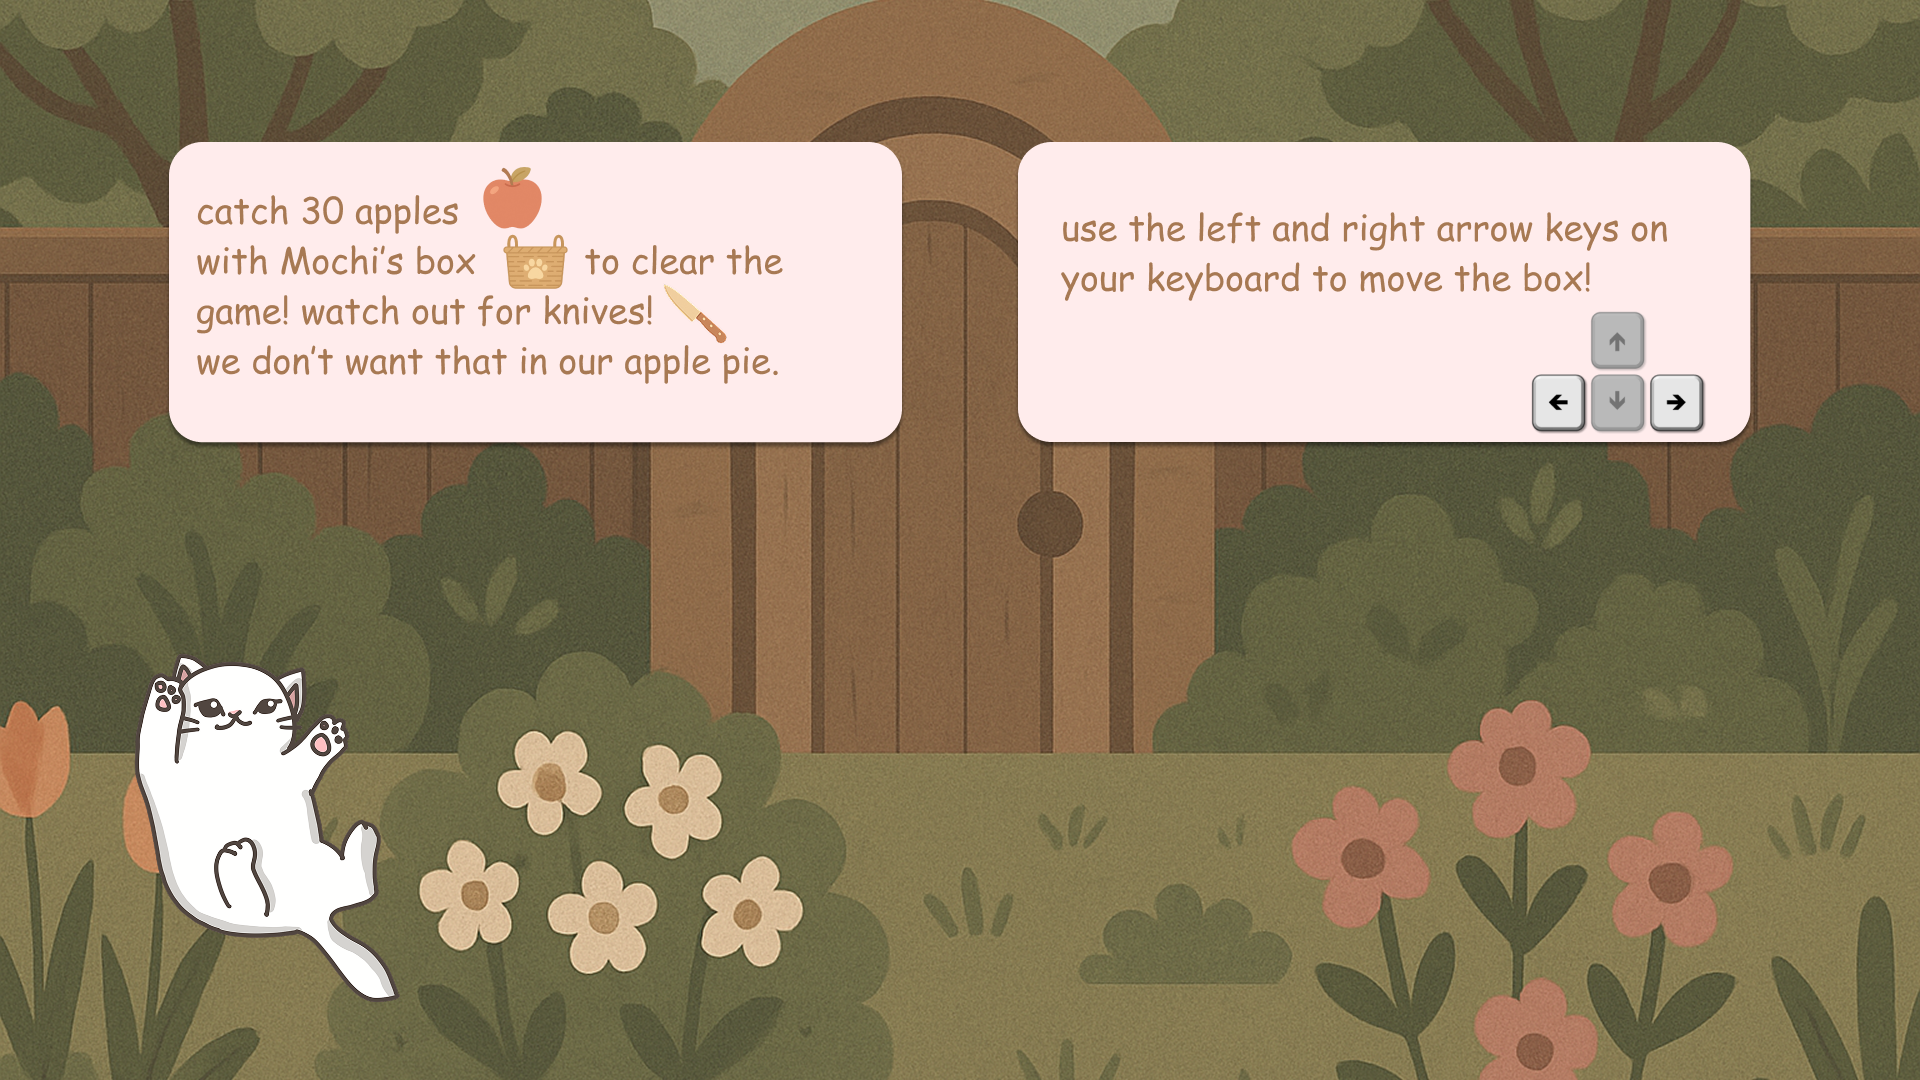 catch 30 apples
with Mochi's box to clear the
game! watch out for knives!
we don't want that in our apple pie.
use the left and right arrow keys on
your keyboard to move the box!